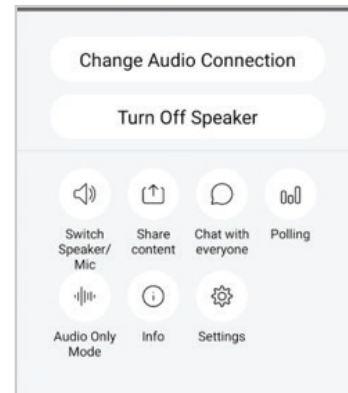 Change Audio Connection
Turn Off Speaker
Switch
Speaker/
Mic
Share
content
Chat with
everyone
Polling
Audio Only
Mode
Info
Settings